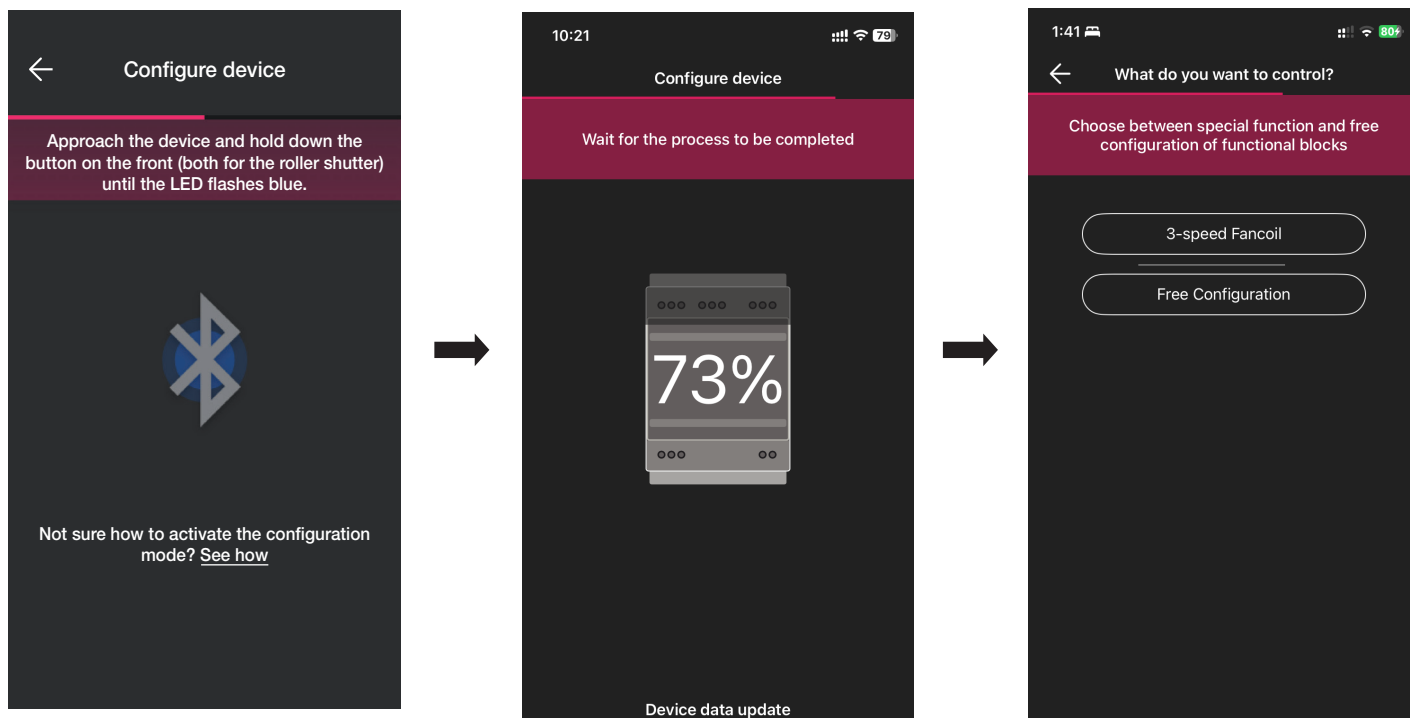 Configure device
Approach the device and hold down the
button on the front (both for the roller shutter)
until the LED flashes blue.
Not sure how to activate the configuration
mode? See how
10:21
79
Configure device
Wait for the process to be completed
73%
Device data update
1:41
80
What do you want to control?
Choose between special function and free
configuration of functional blocks
3-speed Fancoil
Free Configuration